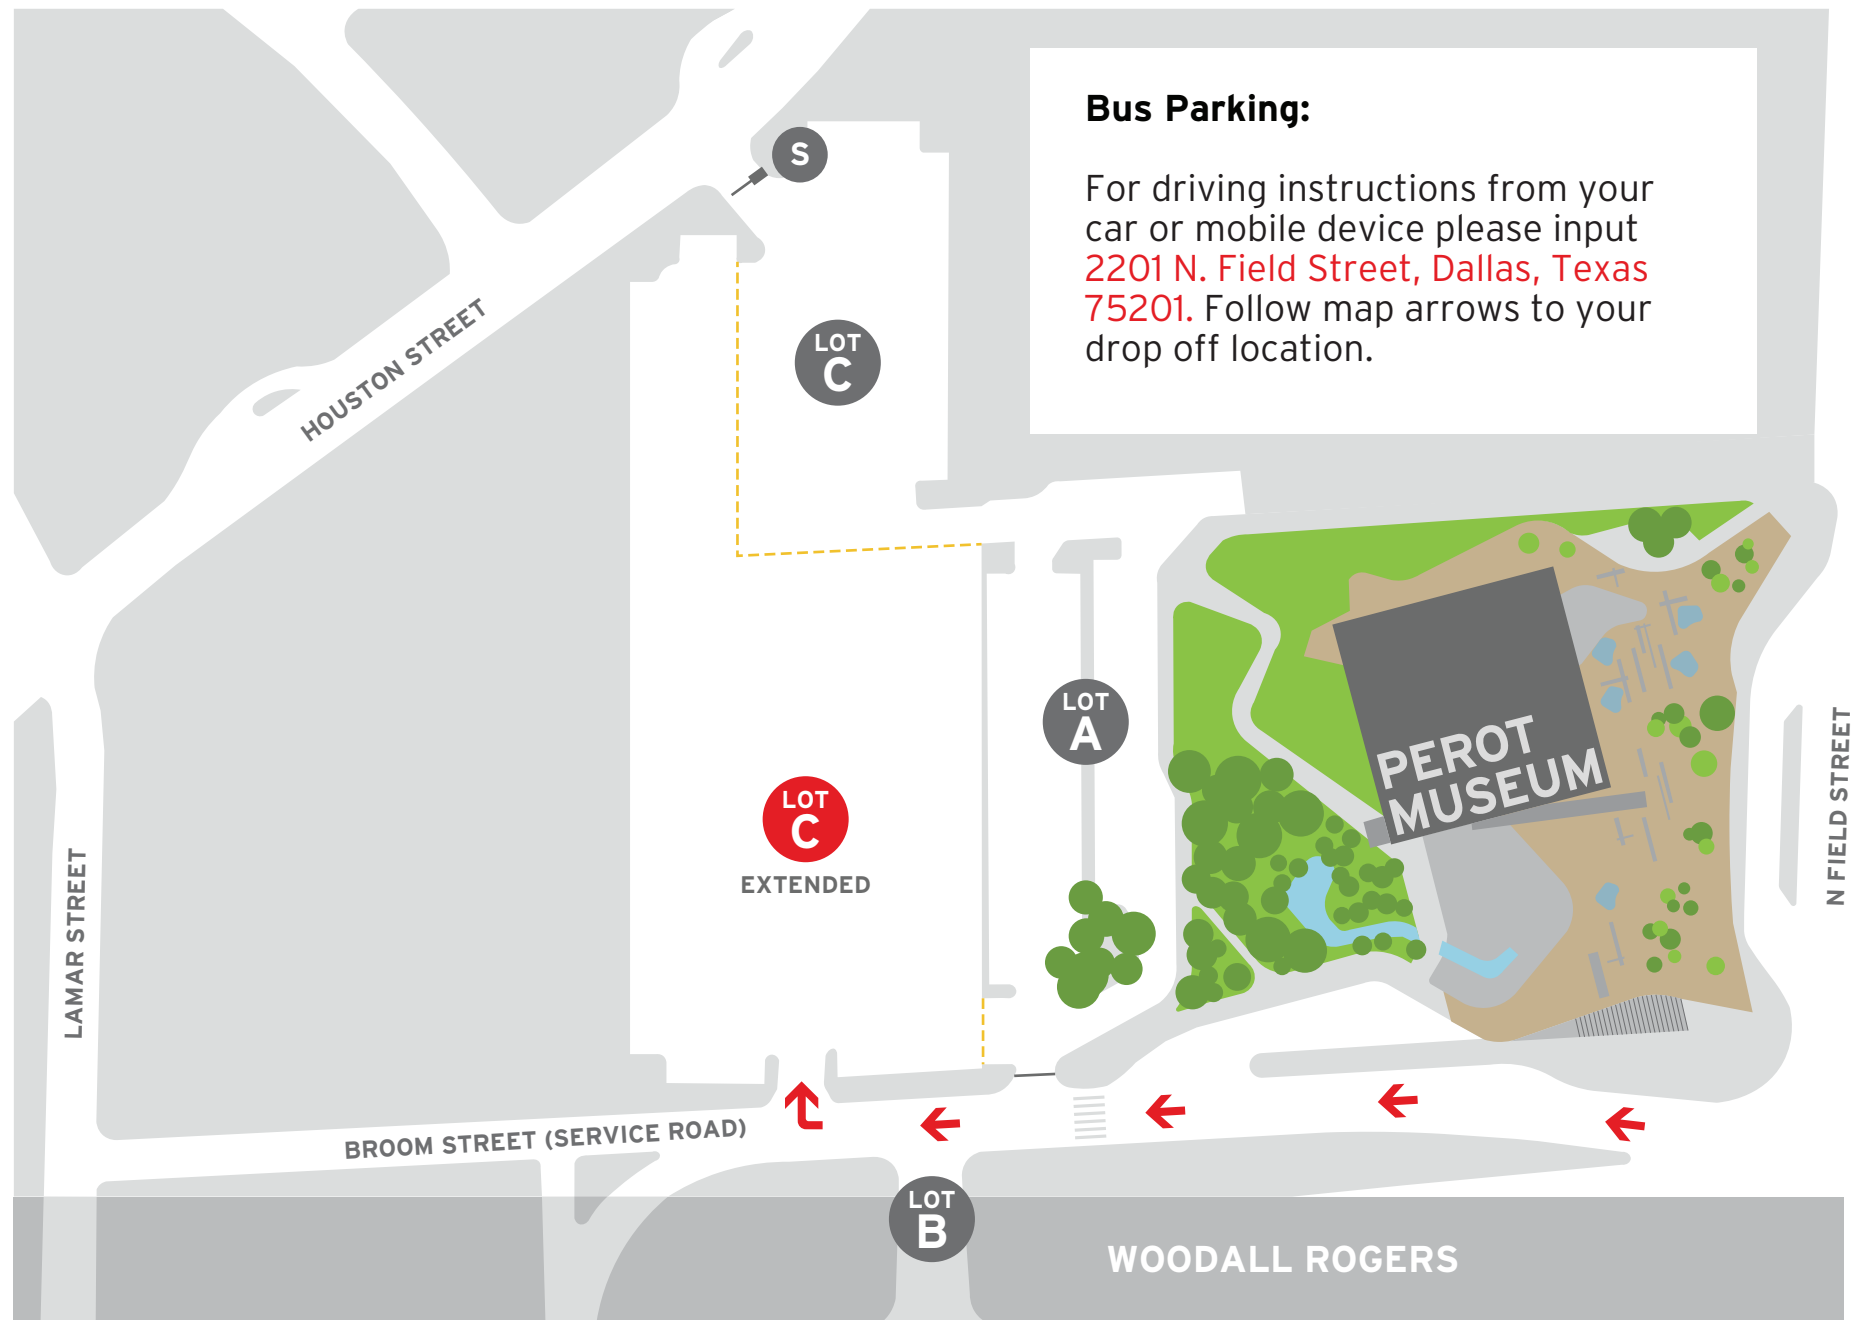 Bus Parking:
For driving instructions from your
car or mobile device please input
2201 N. Field Street, Dallas, Texas
75201. Follow map arrows to your
drop off location.
S
LOT
C
HOUSTON STREET
LOT
A
PEROT
MUSEUM
N FIELD STREET
LOT
C
EXTENDED
LAMAR STREET
BROOM STREET (SERVICE ROAD)
LOT
B
WOODALL ROGERS